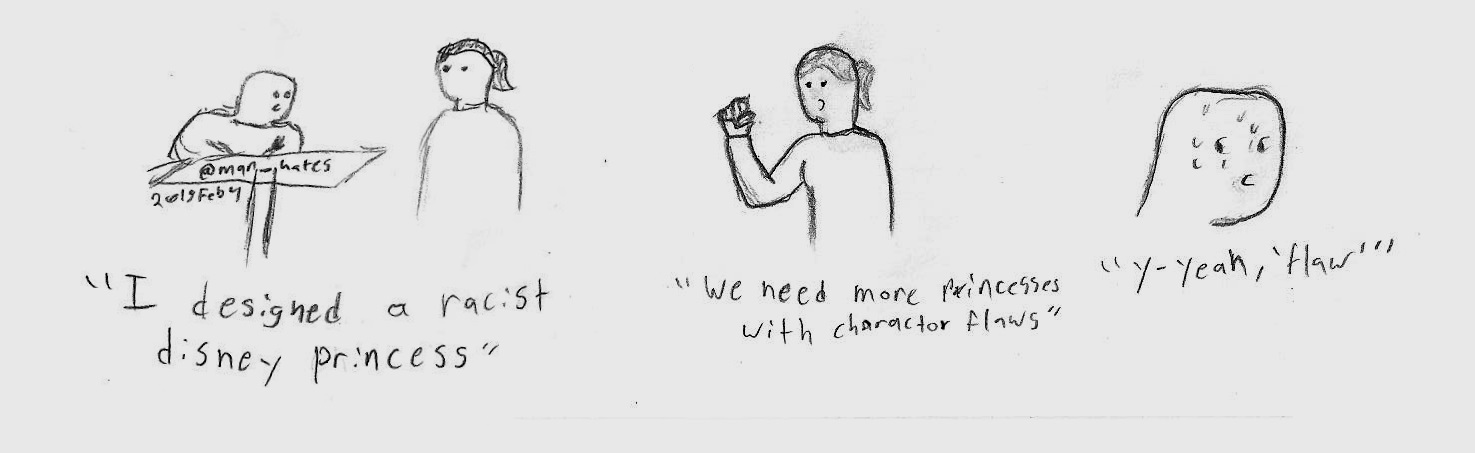 @man_hates
2019Feb4
"I designed a racist
disney princess"
"We need more princesses
with charactor flaws"
"Y-Yeah, 'flaw'"